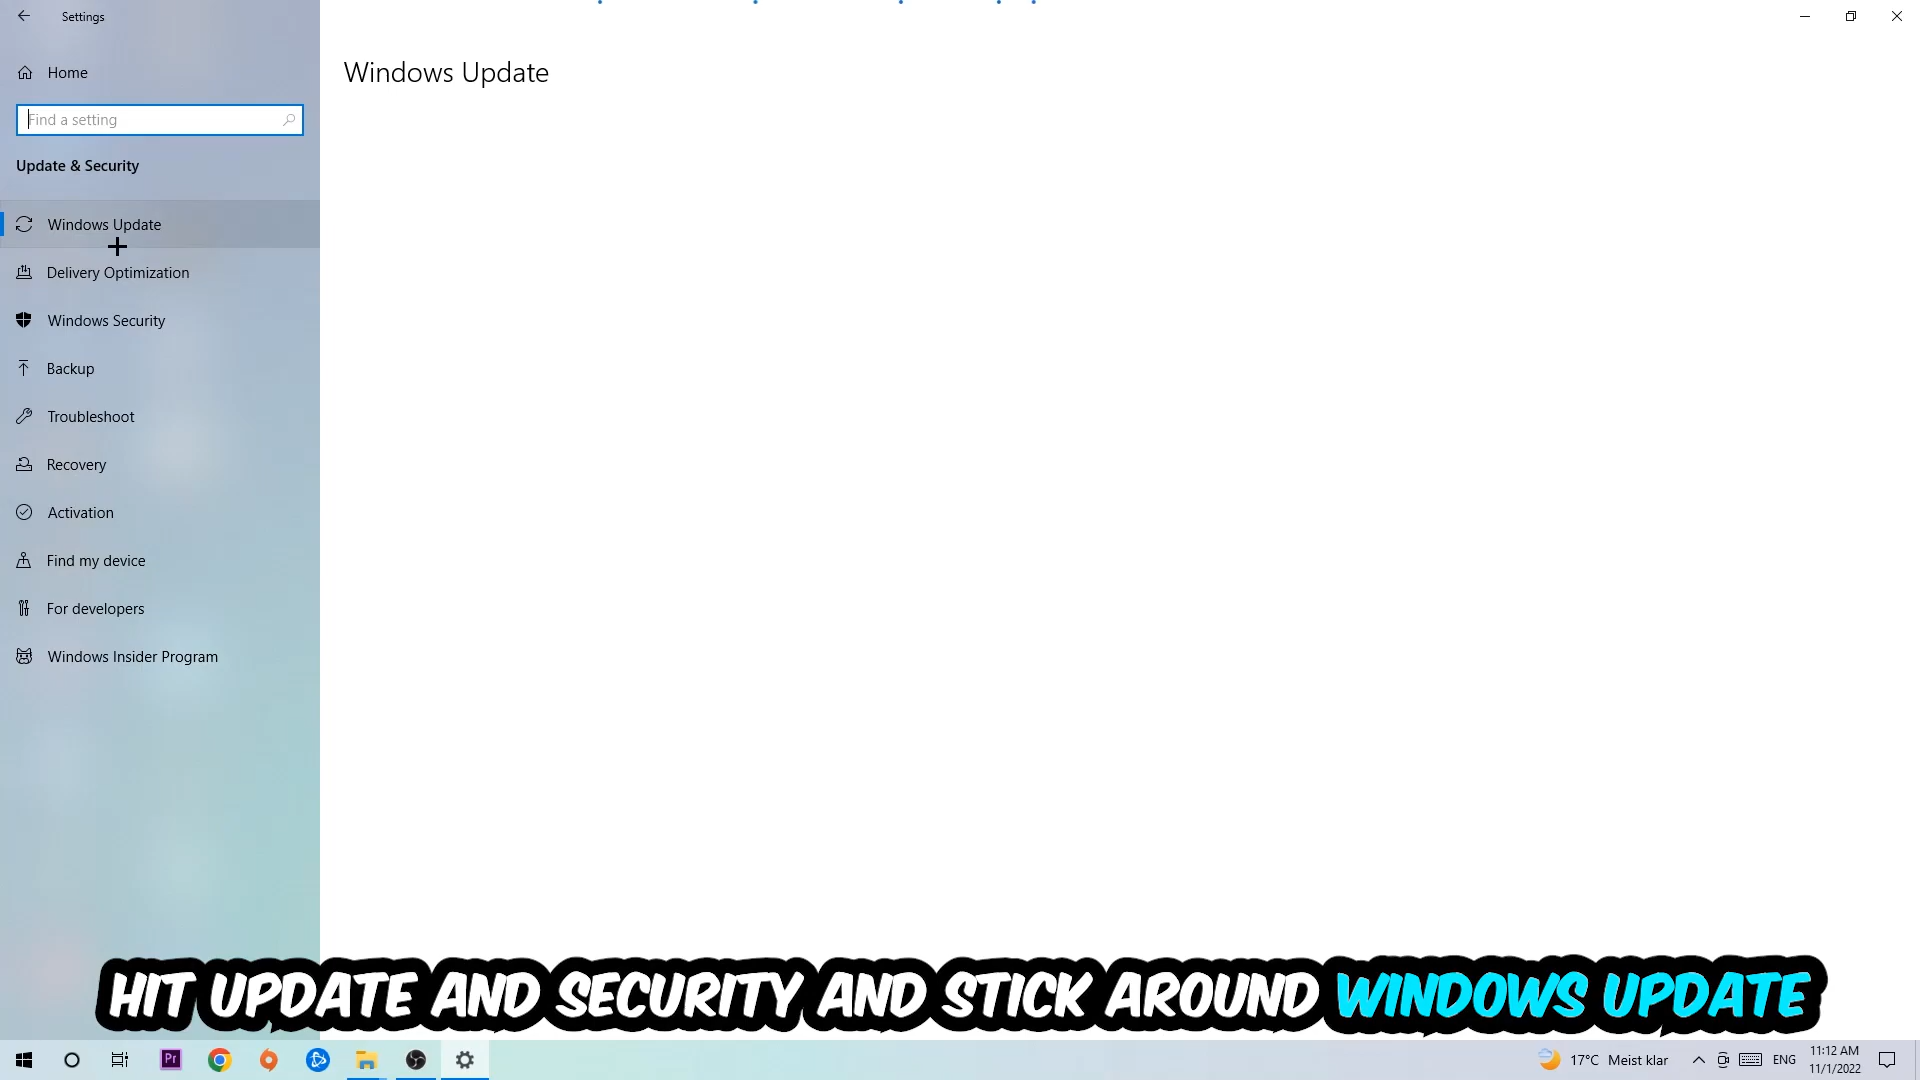 Settings
Home
Find a setting
Update & Security
Windows Update
Delivery Optimization
Windows Security
Backup
Troubleshoot
Recovery
Activation
Find my device
For developers
Windows Insider Program
Windows Update
HIT UPDATE AND SECURITY AND STICK AROUND WINDOWS UPDATE
Pr
17°C Meist klar
ENG
11:12 AM
11/1/2022